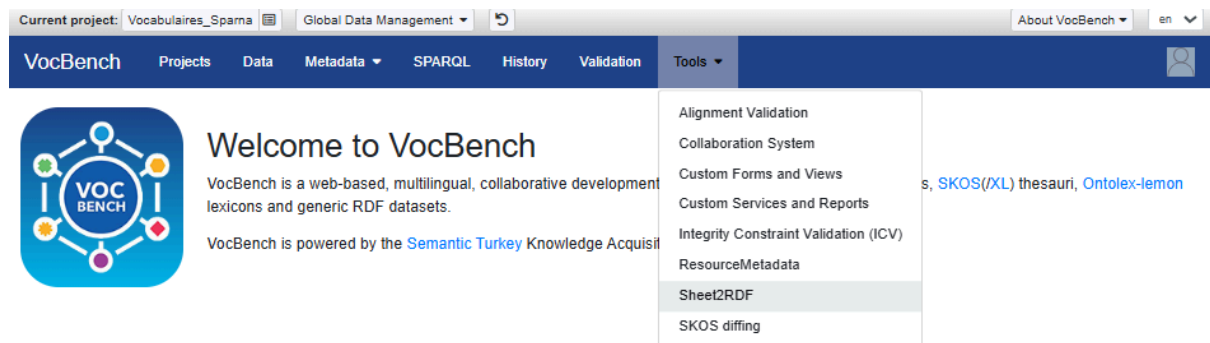 Current project: Vocabulaires_Sparna Global Data Management About VocBench en
VocBench Projects Data Metadata SPARQL History Validation Tools
Alignment Validation
Collaboration System
Custom Forms and Views
Custom Services and Reports
Integrity Constraint Validation (ICV)
ResourceMetadata
Sheet2RDF
SKOS diffing
VOC
BENCH
Welcome to VocBench
VocBench is a web-based, multilingual, collaborative development s, SKOS(/XL) thesauri, Ontolex-lemon
lexicons and generic RDF datasets.
VocBench is powered by the Semantic Turkey Knowledge